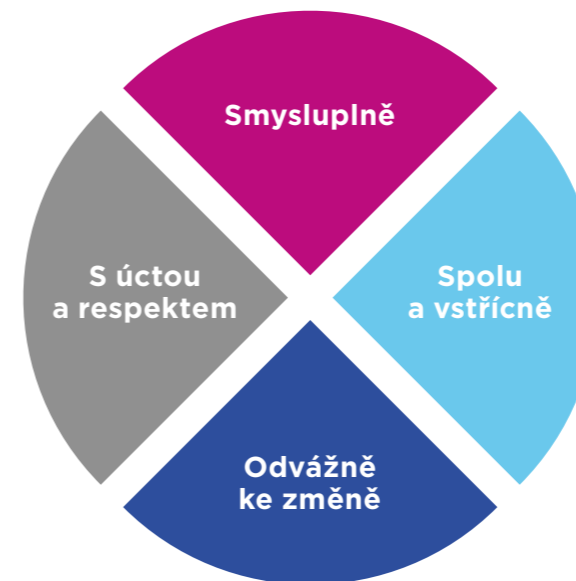 Smysluplně
S úctou
a respektem
Spolu
a vstřícně
Odvážně
ke změně